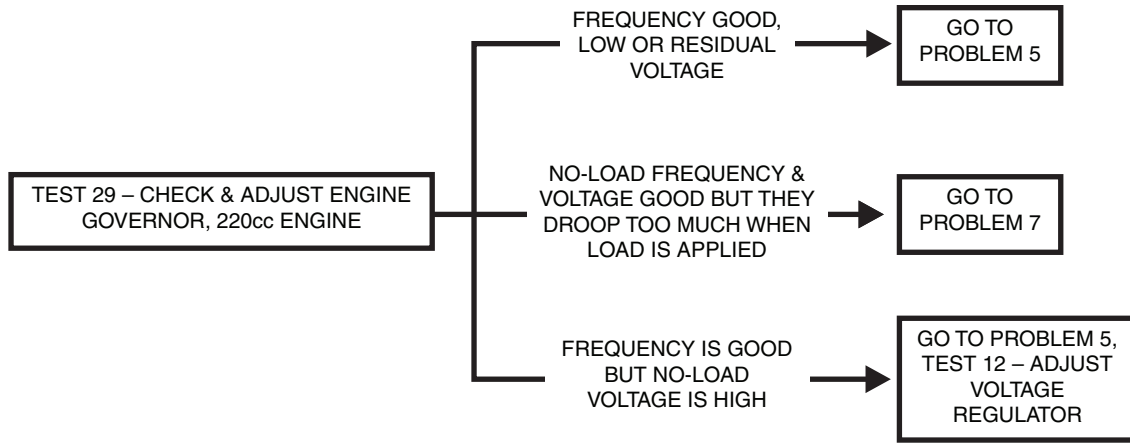 TEST 29 – CHECK & ADJUST ENGINE
GOVERNOR, 220cc ENGINE
FREQUENCY GOOD,
LOW OR RESIDUAL
VOLTAGE
GO TO
PROBLEM 5
NO-LOAD FREQUENCY &
VOLTAGE GOOD BUT THEY
DROOP TOO MUCH WHEN
LOAD IS APPLIED
GO TO
PROBLEM 7
FREQUENCY IS GOOD
BUT NO-LOAD
VOLTAGE IS HIGH
GO TO PROBLEM 5,
TEST 12 – ADJUST
VOLTAGE
REGULATOR